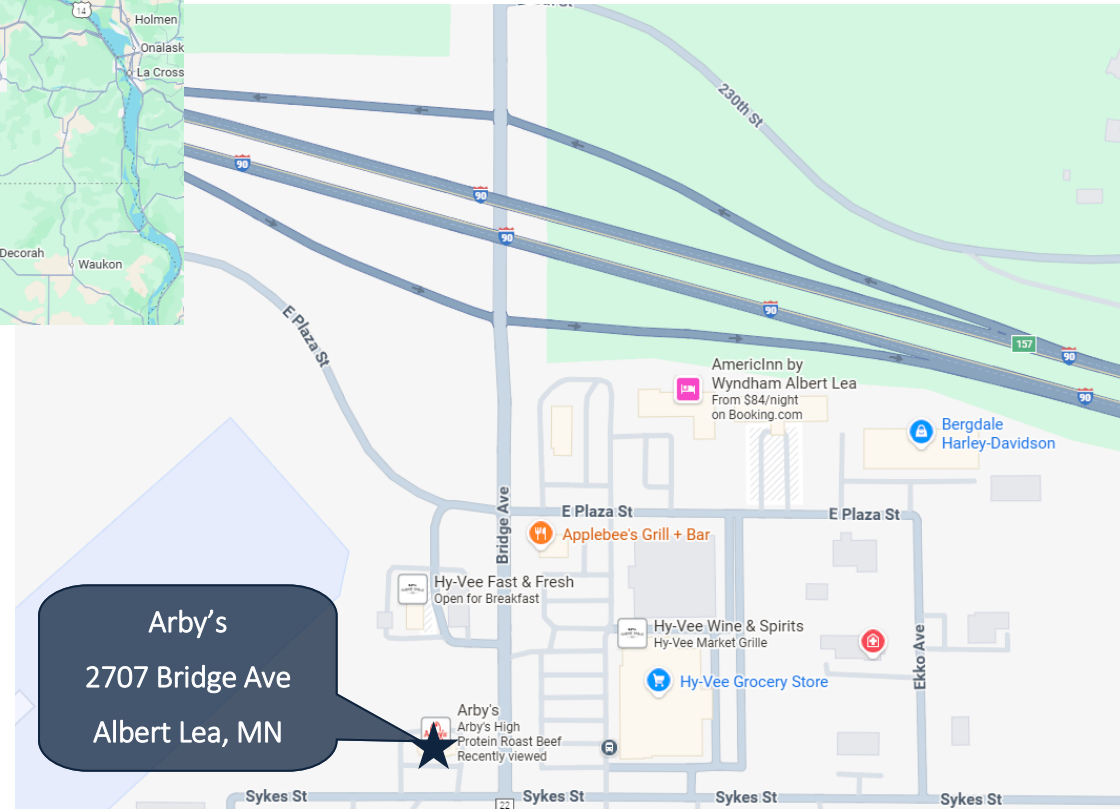 14
Holmen
Onalask
La Cross
Decorah
Waukon
230th St
90
90
90
90
90
157
90
90
E Plaza St
AmericInn by
Wyndham Albert Lea
From $84/night
on Booking.com
Bergdale
Harley-Davidson
Bridge Ave
E Plaza St
E Plaza St
Applebee's Grill + Bar
Hy-Vee Fast & Fresh
Open for Breakfast
Hy-Vee Wine & Spirits
Hy-Vee Market Grille
Hy-Vee Grocery Store
Ekko Ave
Arby's
2707 Bridge Ave
Albert Lea, MN
Arby's
Arby's High
Protein Roast Beef
Recently viewed
Sykes St
22
Sykes St
Sykes St
Sykes St